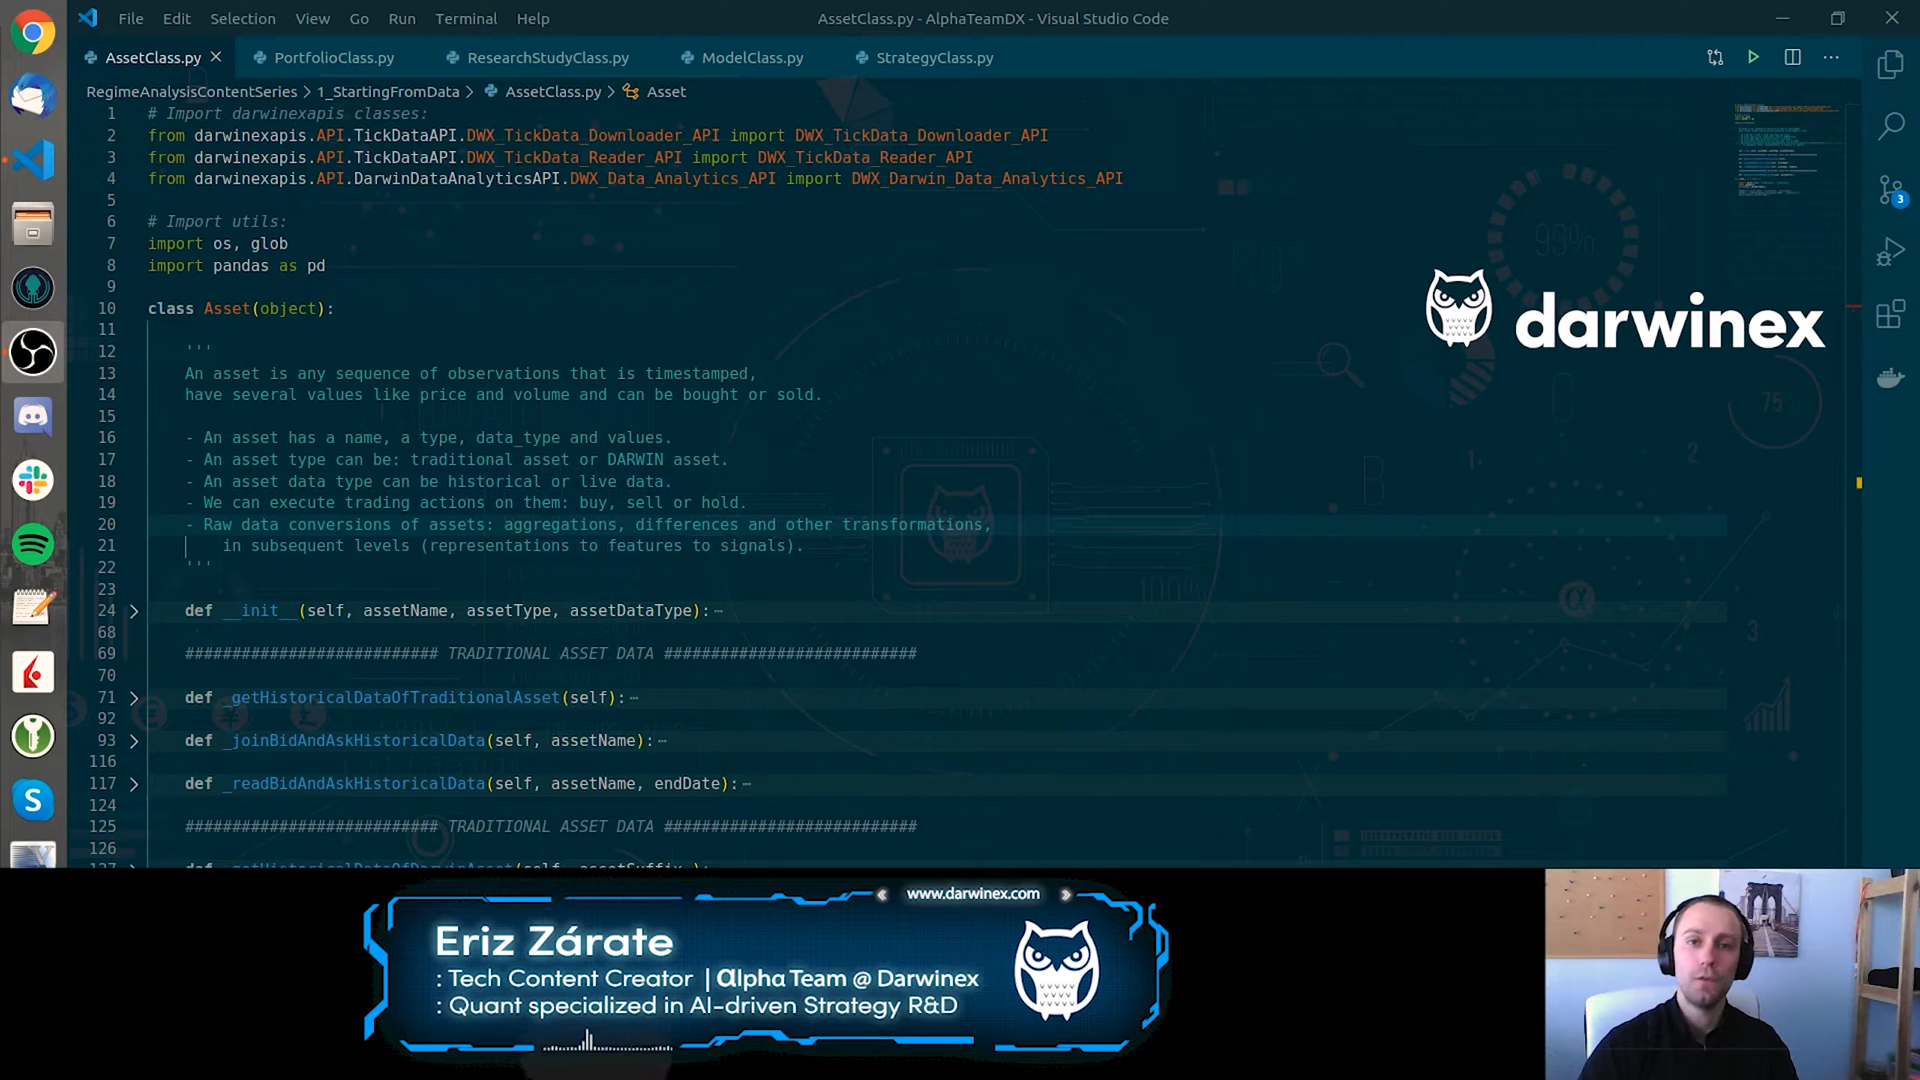 File Edit Selection View Go Run Terminal Help AssetClass.py - AlphaTeamDX - Visual Studio Code
AssetClass.py PortfolioClass.py ResearchStudyClass.py ModelClass.py StrategyClass.py
RegimeAnalysisContentSeries > 1_StartingFromData > AssetClass.py > Asset
1 # Import darwinexapis classes:
2 from darwinexapis.API.TickDataAPI.DWX_TickData_Downloader_API import DWX_TickData_Downloader_API
3 from darwinexapis.API.TickDataAPI.DWX_TickData_Reader_API import DWX_TickData_Reader_API
4 from darwinexapis.API.DarwinDataAnalyticsAPI.DWX_Data_Analytics_API import DWX_Darwin_Data_Analytics_API
5
6 # Import utils:
7 import os, glob
8 import pandas as pd
9
10 class Asset(object):
11
12 '''
13 An asset is any sequence of observations that is timestamped,
14 have several values like price and volume and can be bought or sold.
15
16 - An asset has a name, a type, data_type and values.
17 - An asset type can be: traditional asset or DARWIN asset.
18 - An asset data type can be historical or live data.
19 - We can execute trading actions on them: buy, sell or hold.
20 - Raw data conversions of assets: aggregations, differences and other transformations,
21 in subsequent levels (representations to features to signals).
22 '''
23
24 def __init__(self, assetName, assetType, assetDataType):
68
69 ########################### TRADITIONAL ASSET DATA ###########################
70
71 def _getHistoricalDataOfTraditionalAsset(self):
92
93 def _joinBidAndAskHistoricalData(self, assetName):
116
117 def _readBidAndAskHistoricalData(self, assetName, endDate):
124
125 ########################### TRADITIONAL ASSET DATA ###########################
126
127 def _getHistoricalDataOfDarwinAsset(self, assetSuffix_):
darwinex
93%
75
3
www.darwinex.com
Eriz Zárate
: Tech Content Creator | αlpha Team @ Darwinex
: Quant specialized in AI-driven Strategy R&D